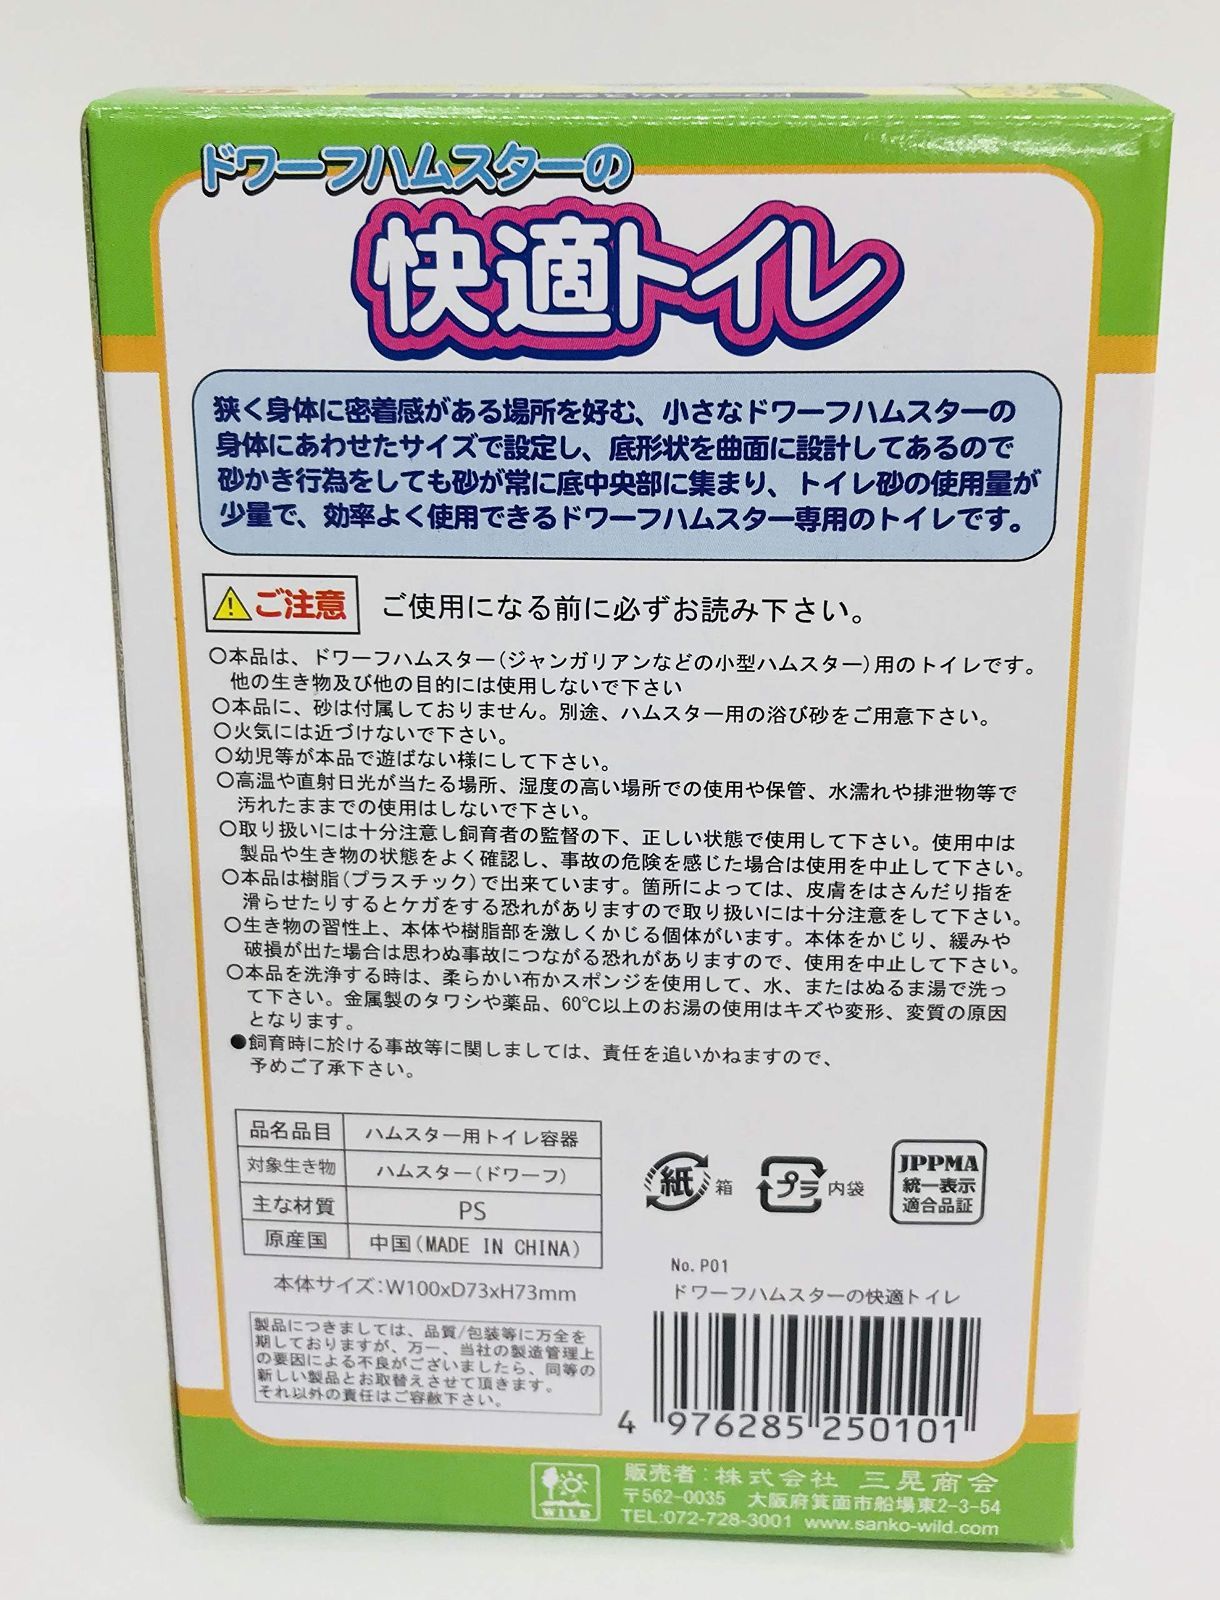 ドワーフハムスターの
快適トイレ
狭く身体に密着感がある場所を好む、小さなドワーフハムスターの
身体にあわせたサイズで設定し、底形状を曲面に設計してあるので
砂かき行為をしても砂が常に底中央部に集まり、トイレ砂の使用量が
少量で、効率よく使用できるドワーフハムスター専用のトイレです。
ご注意 ご使用になる前に必ずお読み下さい。
○本品は、ドワーフハムスター(ジャンガリアンなどの小型ハムスター)用のトイレです。
他の生き物及び他の目的には使用しないで下さい
○本品に、砂は付属しておりません。別途、ハムスター用の浴び砂をご用意下さい。
○火気には近づけないで下さい。
○幼児等が本品で遊ばない様にして下さい。
○高温や直射日光が当たる場所、湿度の高い場所での使用や保管、水濡れや排泄物等で
汚れたままでの使用はしないで下さい。
○取り扱いには十分注意し飼育者の監督の下、正しい状態で使用して下さい。使用中は
製品や生き物の状態をよく確認し、事故の危険を感じた場合は使用を中止して下さい。
○本品は樹脂(プラスチック)で出来ています。箇所によっては、皮膚をはさんだり指を
滑らせたりするとケガをする恐れがありますので取り扱いには十分注意をして下さい。
○生き物の習性上、本体や樹脂部を激しくかじる個体がいます。本体をかじり、緩みや
破損が出た場合は思わぬ事故につながる恐れがありますので、使用を中止して下さい。
○本品を洗浄する時は、柔らかい布かスポンジを使用して、水、またはぬるま湯で洗っ
て下さい。金属製のタワシや薬品、60℃以上のお湯の使用はキズや変形、変質の原因
となります。
●飼育時に於ける事故等に関しましては、責任を追いかねますので、
予めご了承下さい。
品名品目 ハムスター用トイレ容器
対象生き物 ハムスター(ドワーフ)
主な材質 PS
原産国 中国(MADE IN CHINA)
本体サイズ:W100xD73xH73mm
製品につきましては、品質/包装等に万全を
期しておりますが、万一、当社の製造管理上
の要因による不良がございましたら、同等の
新しい製品とお取替えさせて頂きます。
それ以外の責任はご容赦下さい。
紙 箱
プラ 内袋
JPPMA
統一表示
適合品証
No. P01
ドワーフハムスターの快適トイレ
4 976285 250101
WILD
販売者:株式会社 三晃商会
〒562-0035 大阪府箕面市船場東2-3-54
TEL:072-728-3001 www.sanko-wild.com